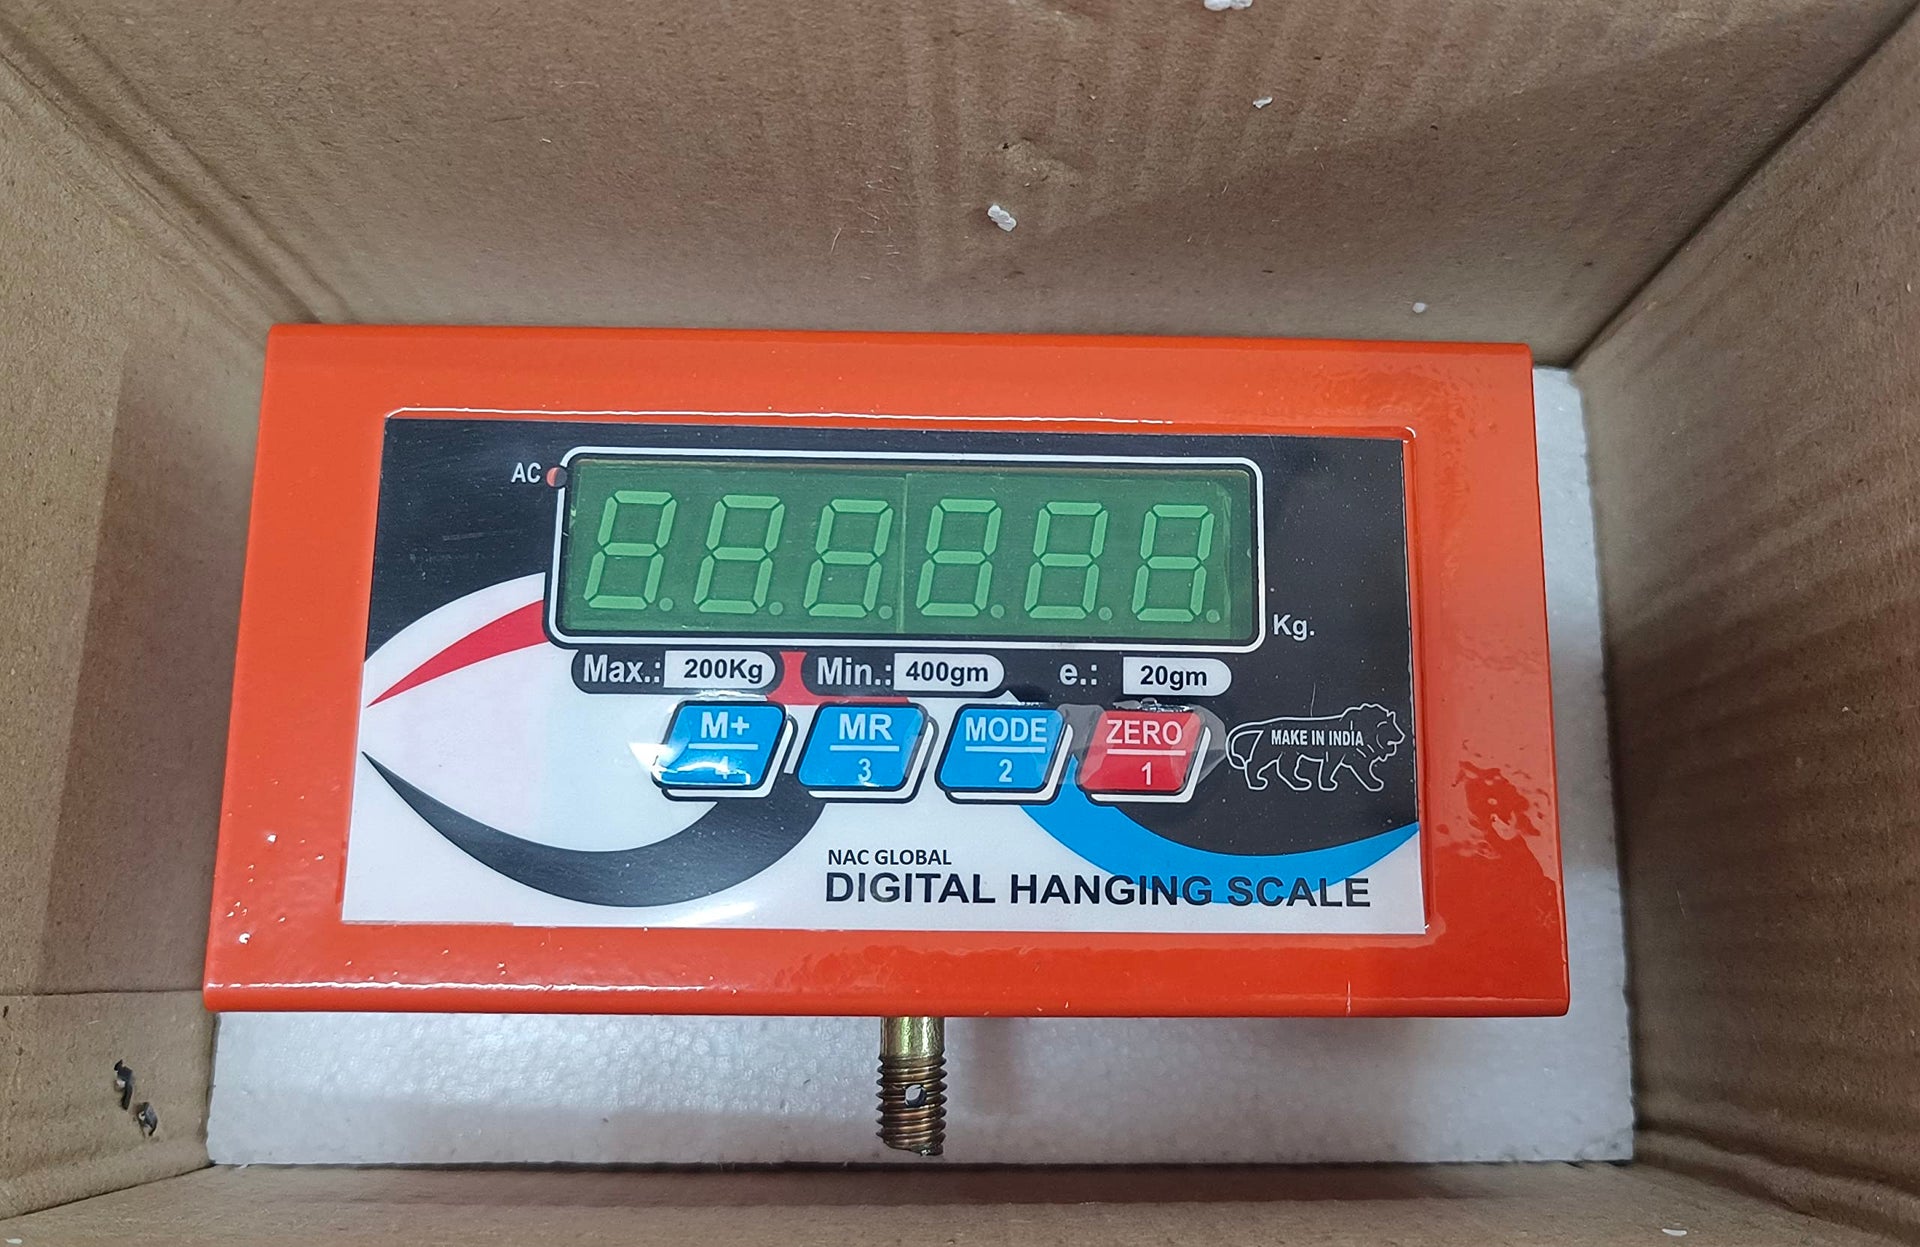 AC
Kg.
Max.: 200Kg Min.: 400gm e.: 20gm
M+ MR MODE ZERO
4 3 2 1
MAKE IN INDIA
NAC GLOBAL
DIGITAL HANGING SCALE